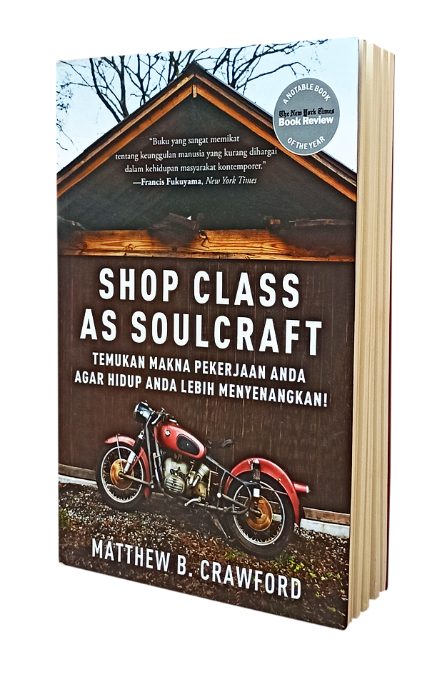 A NOTABLE BOOK
The New York Times
Book Review
OF THE YEAR
"Buku yang sangat memikat
tentang keunggulan manusia yang kurang dihargai
dalam kehidupan masyarakat kontemporer."
—Francis Fukuyama, New York Times
SHOP CLASS
AS SOULCRAFT
TEMUKAN MAKNA PEKERJAAN ANDA
AGAR HIDUP ANDA LEBIH MENYENANGKAN!
MATTHEW B. CRAWFORD